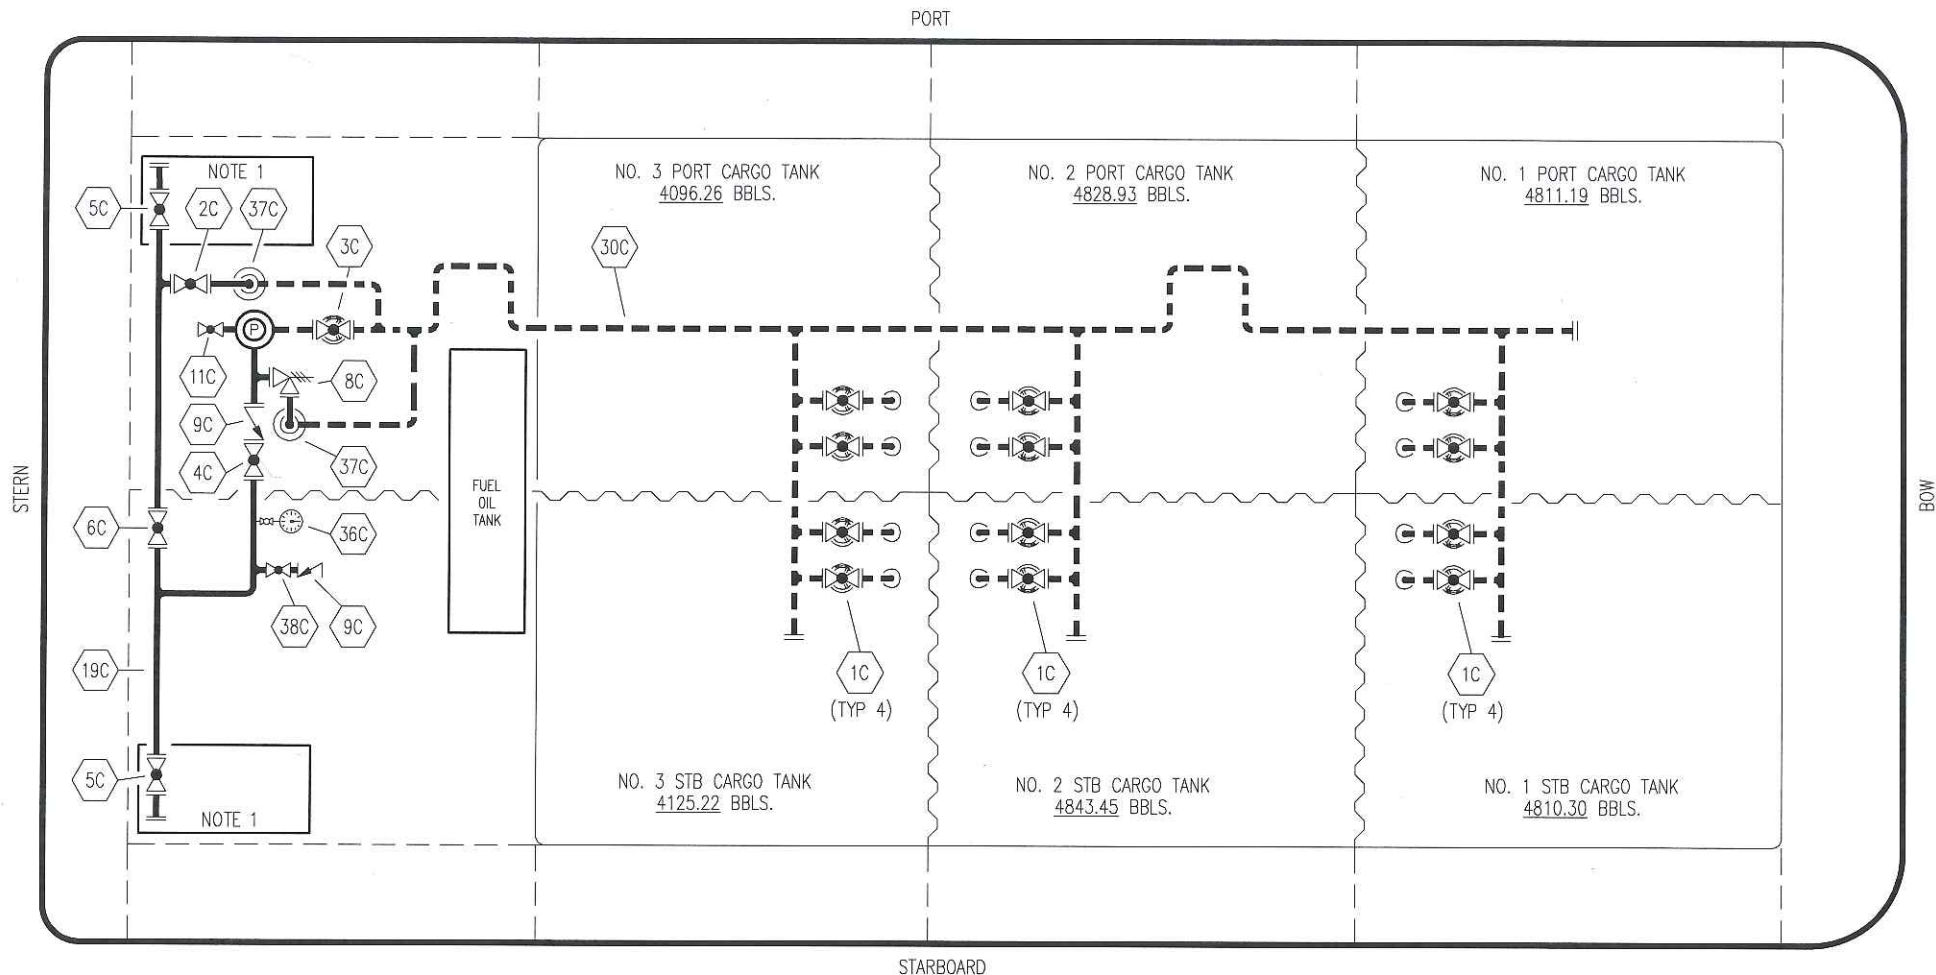 PORT
NOTE 1
NO. 3 PORT CARGO TANK
4096.26 BBLS.
NO. 2 PORT CARGO TANK
4828.93 BBLS.
NO. 1 PORT CARGO TANK
4811.19 BBLS.
5C
2C
37C
3C
30C
P
11C
8C
9C
4C
37C
STERN
FUEL
OIL
TANK
BOW
6C
36C
38C
9C
19C
1C
(TYP 4)
1C
(TYP 4)
1C
(TYP 4)
5C
NOTE 1
NO. 3 STB CARGO TANK
4125.22 BBLS.
NO. 2 STB CARGO TANK
4843.45 BBLS.
NO. 1 STB CARGO TANK
4810.30 BBLS.
STARBOARD